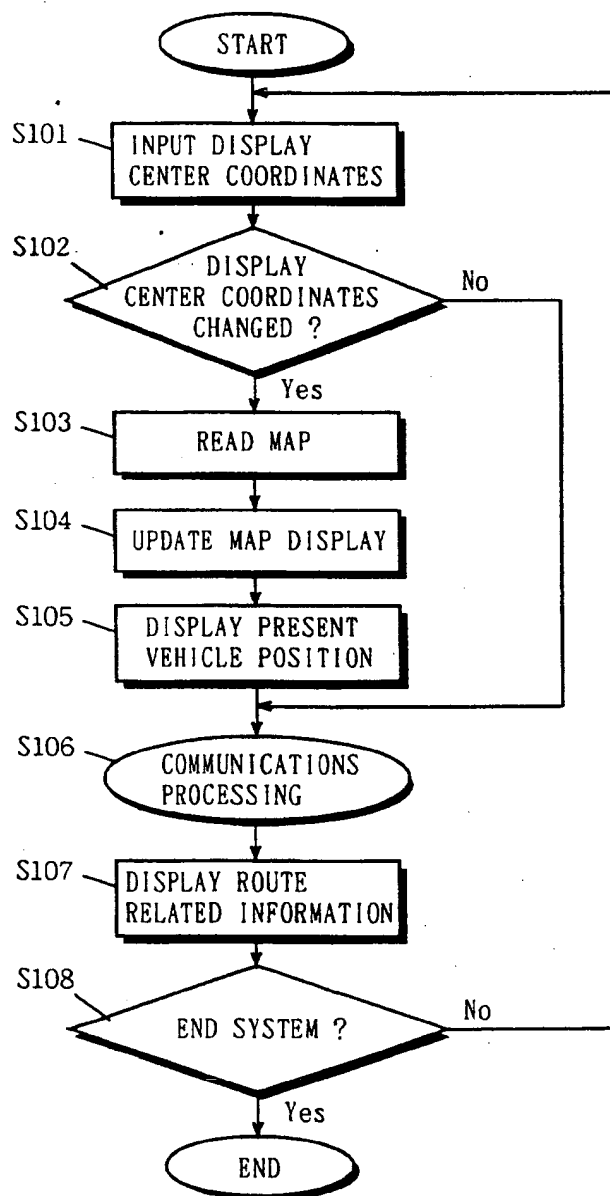 START
S101
INPUT DISPLAY
CENTER COORDINATES
S102
DISPLAY
CENTER COORDINATES
CHANGED ?
No
Yes
S103
READ MAP
S104
UPDATE MAP DISPLAY
S105
DISPLAY PRESENT
VEHICLE POSITION
S106
COMMUNICATIONS
PROCESSING
S107
DISPLAY ROUTE
RELATED INFORMATION
S108
END SYSTEM ?
No
Yes
END